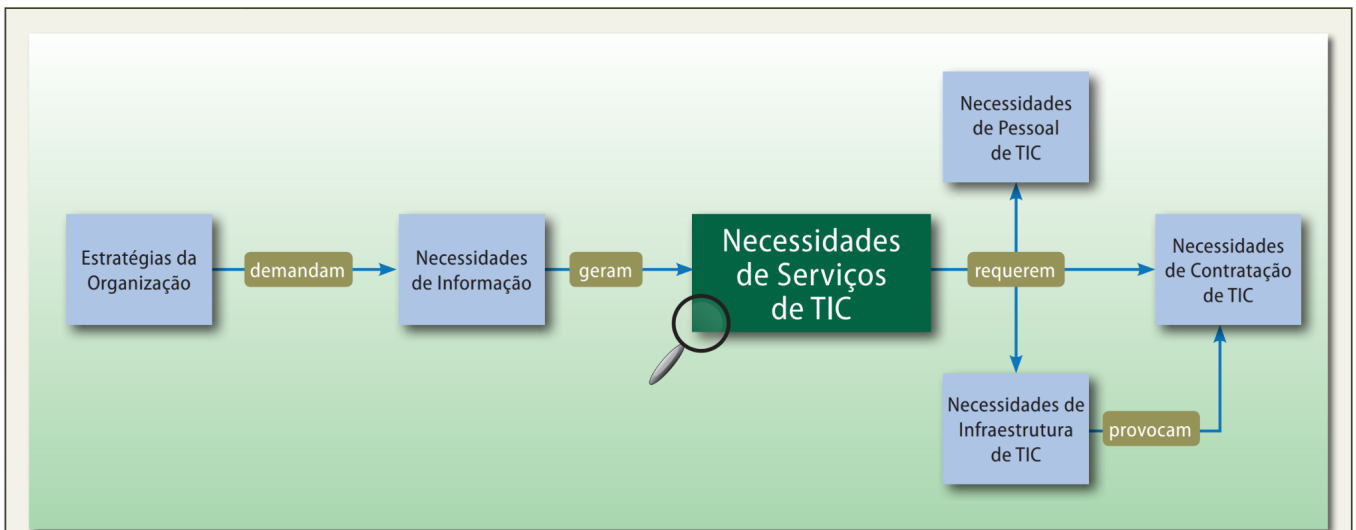 Estratégias da
Organização
demandam
Necessidades
de Informação
geram
Necessidades
de Serviços
de TIC
requerem
Necessidades
de Pessoal
de TIC
Necessidades
de Contratação
de TIC
Necessidades de
Infraestrutura
de TIC
provocam